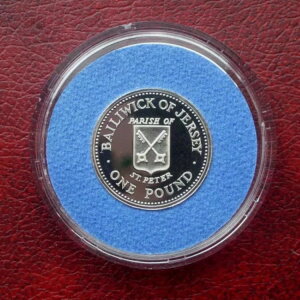 BAILIWICK OF JERSEY
PARISH OF
ST. PETER
ONE POUND